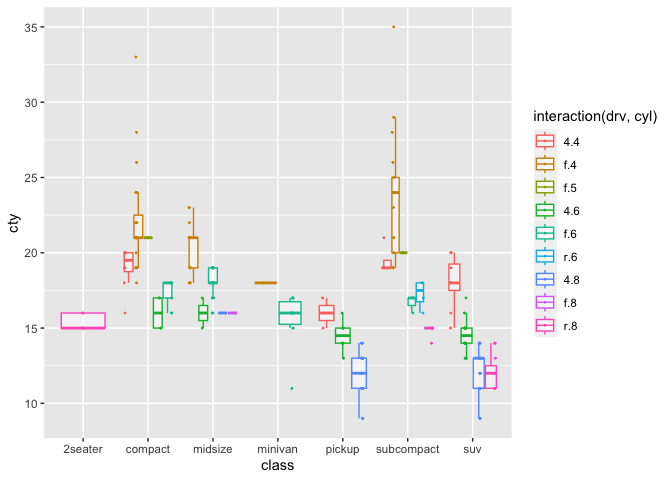 35
30
25
20
15
10
cty
2seater compact midsize minivan pickup subcompact suv
class
interaction(drv, cyl)
4.4
f.4
f.5
4.6
f.6
r.6
4.8
f.8
r.8